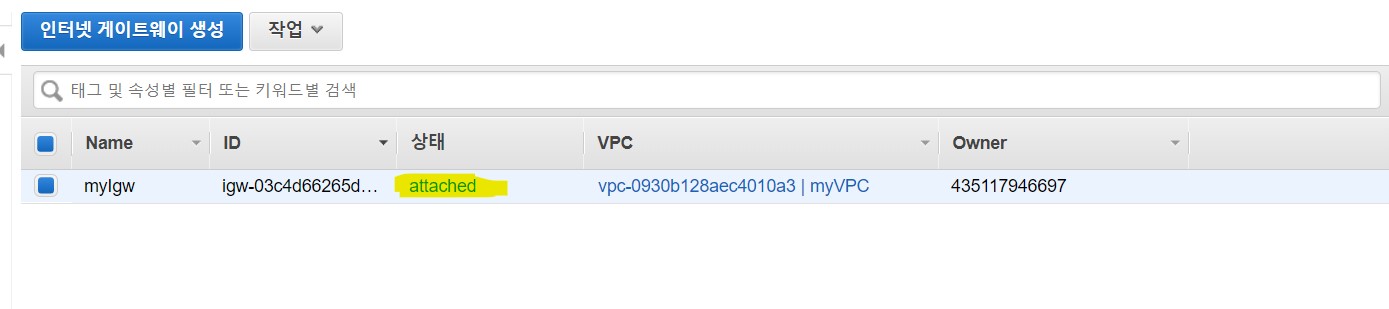 인터넷 게이트웨이 생성 작업
태그 및 속성별 필터 또는 키워드별 검색
Name ID 상태 VPC Owner
myIgw igw-03c4d66265d... attached vpc-0930b128aec4010a3 | myVPC 435117946697